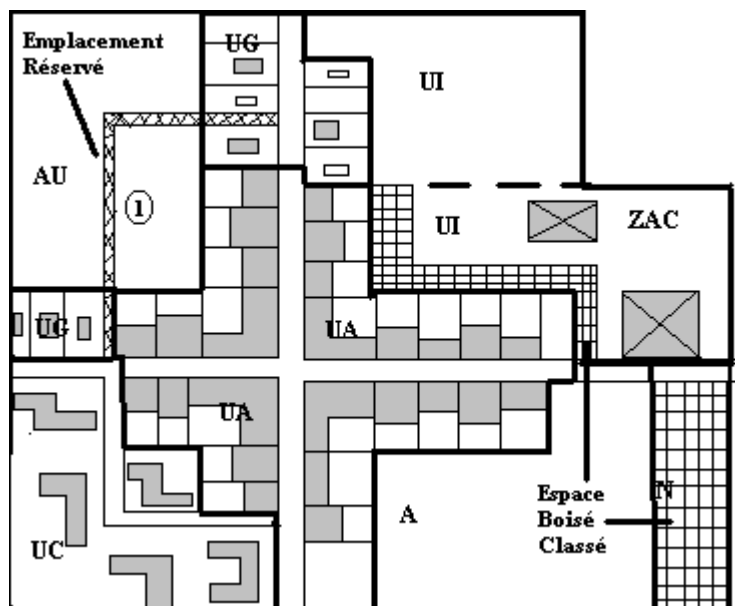 Emplacement
Réservé
UG
UI
AU
1
UI
ZAC
UG
UA
UA
Espace
Boisé
Classé
N
A
UC